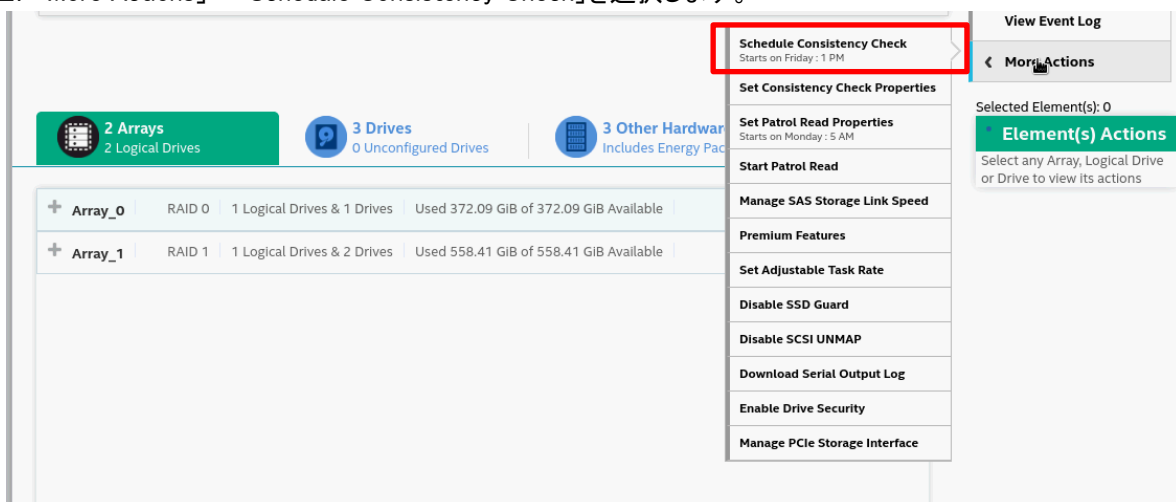 View Event Log
Schedule Consistency Check
Starts on Friday : 1 PM
More Actions
Set Consistency Check Properties
Selected Element(s): 0
Set Patrol Read Properties
Starts on Monday : 5 AM
Element(s) Actions
Select any Array, Logical Drive
or Drive to view its actions
2 Arrays
2 Logical Drives
3 Drives
0 Unconfigured Drives
3 Other Hardwar
Includes Energy Pac
Start Patrol Read
Manage SAS Storage Link Speed
Premium Features
Set Adjustable Task Rate
Disable SSD Guard
Disable SCSI UNMAP
Download Serial Output Log
Enable Drive Security
Manage PCIe Storage Interface
Array_0 RAID 0 1 Logical Drives & 1 Drives Used 372.09 GiB of 372.09 GiB Available
Array_1 RAID 1 1 Logical Drives & 2 Drives Used 558.41 GiB of 558.41 GiB Available